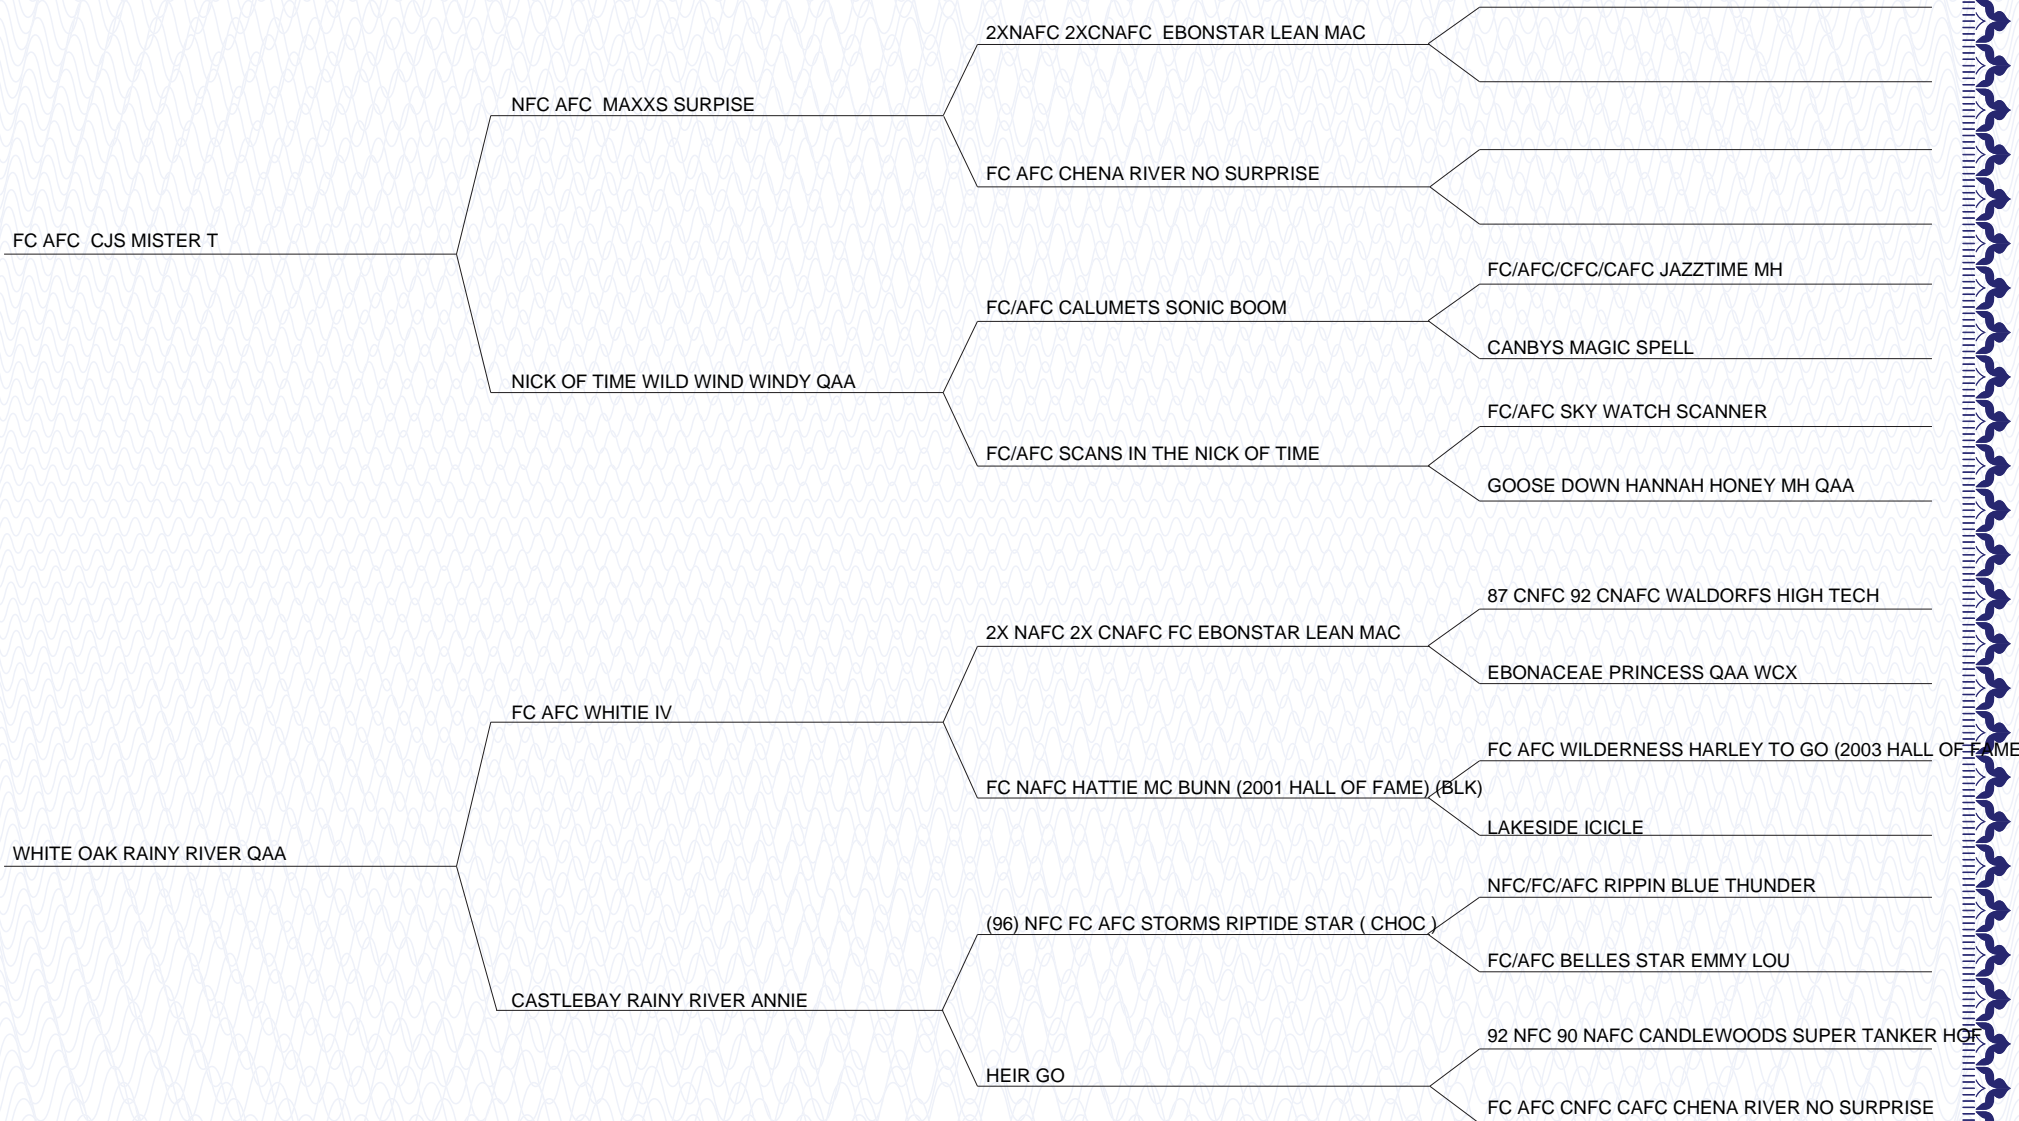 2XNAFC 2XCNAFC  EBONSTAR LEAN MAC
NFC AFC  MAXXS SURPISE
FC AFC CHENA RIVER NO SURPRISE
FC AFC  CJS MISTER T
FC/AFC/CFC/CAFC JAZZTIME MH
FC/AFC CALUMETS SONIC BOOM
CANBYS MAGIC SPELL
NICK OF TIME WILD WIND WINDY QAA
FC/AFC SKY WATCH SCANNER
FC/AFC SCANS IN THE NICK OF TIME
GOOSE DOWN HANNAH HONEY MH QAA
87 CNFC 92 CNAFC WALDORFS HIGH TECH
2X NAFC 2X CNAFC FC EBONSTAR LEAN MAC
EBONACEAE PRINCESS QAA WCX
FC AFC WHITIE IV
FC AFC WILDERNESS HARLEY TO GO (2003 HALL OF FAME
FC NAFC HATTIE MC BUNN (2001 HALL OF FAME) (BLK)
LAKESIDE ICICLE
WHITE OAK RAINY RIVER QAA
NFC/FC/AFC RIPPIN BLUE THUNDER
(96) NFC FC AFC STORMS RIPTIDE STAR ( CHOC )
FC/AFC BELLES STAR EMMY LOU
CASTLEBAY RAINY RIVER ANNIE
92 NFC 90 NAFC CANDLEWOODS SUPER TANKER HOF
HEIR GO
FC AFC CNFC CAFC CHENA RIVER NO SURPRISE